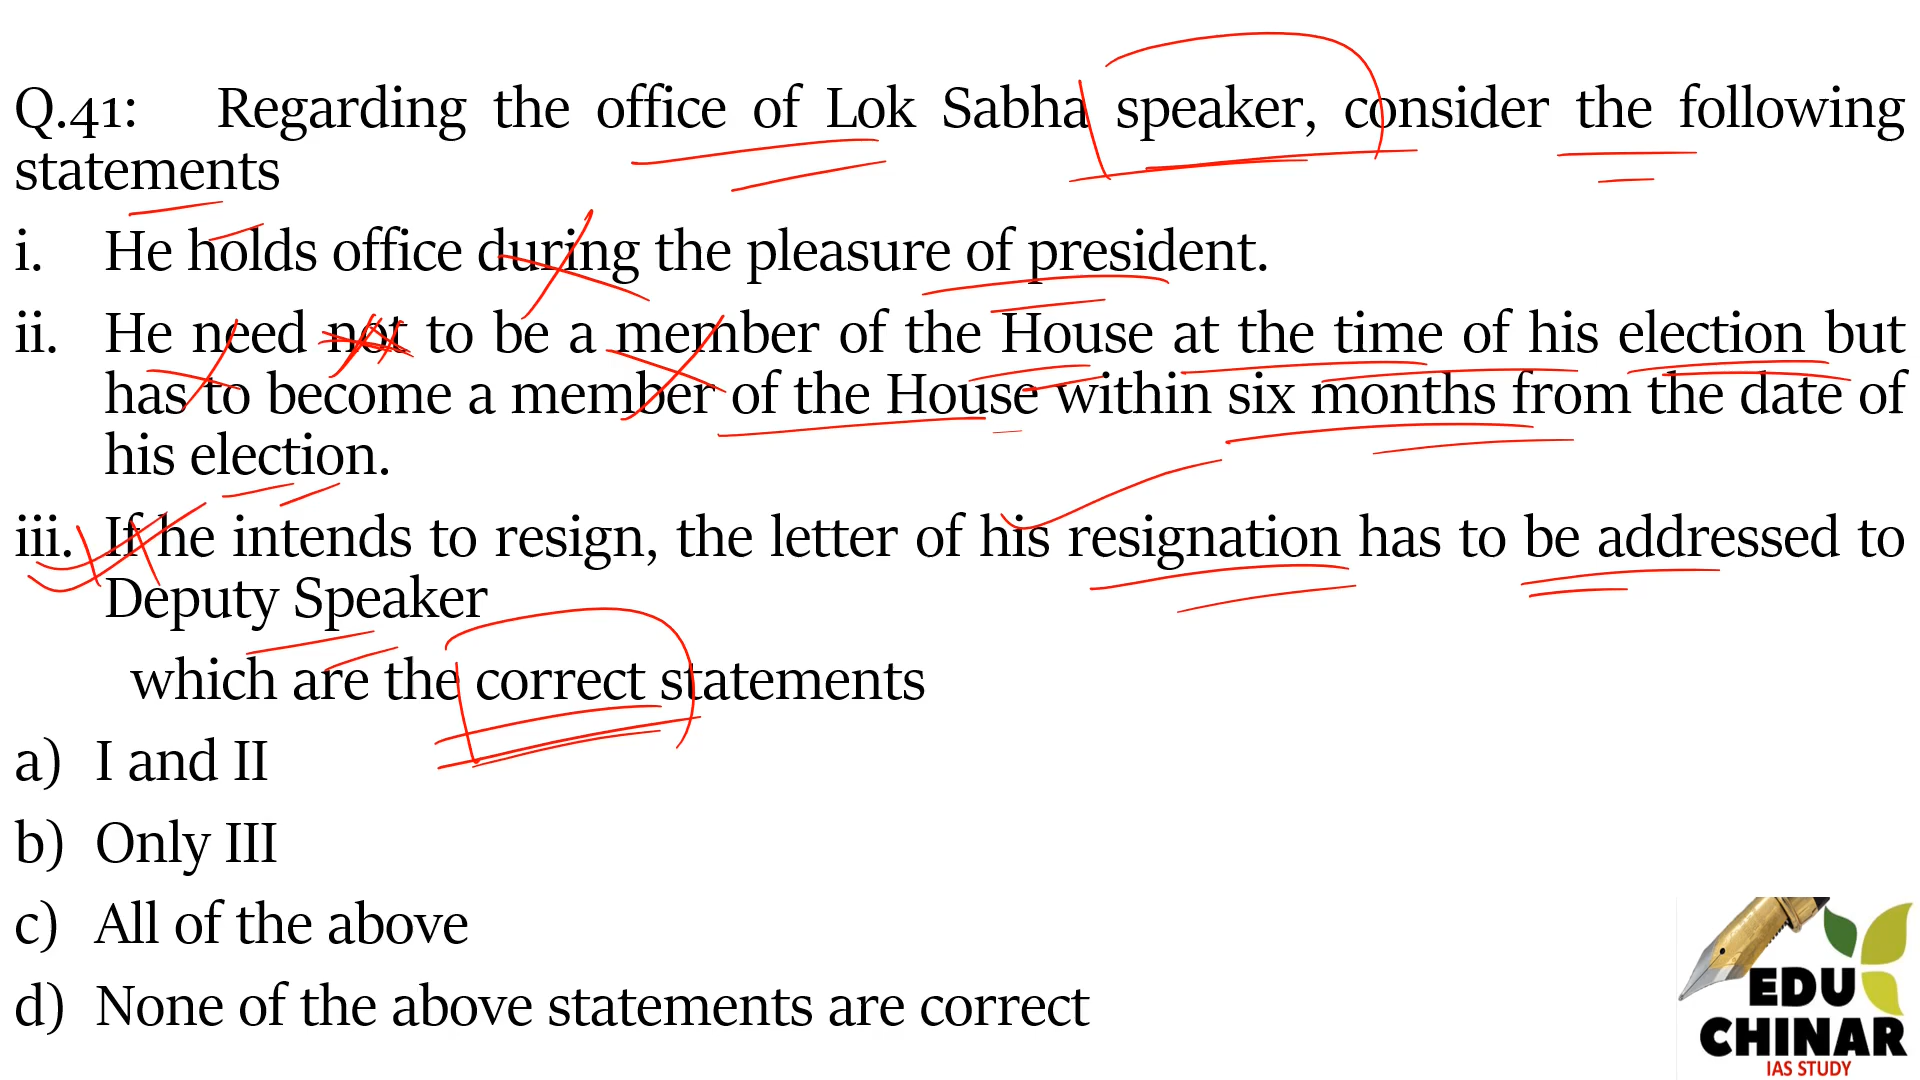 Q.41: Regarding the office of Lok Sabha speaker, consider the following
statements
i. He holds office during the pleasure of president.
ii. He need not to be a member of the House at the time of his election but
has to become a member of the House within six months from the date of
his election.
iii. If he intends to resign, the letter of his resignation has to be addressed to
Deputy Speaker
which are the correct statements
a) I and II
b) Only III
c) All of the above
d) None of the above statements are correct
EDU
CHINAR
IAS STUDY